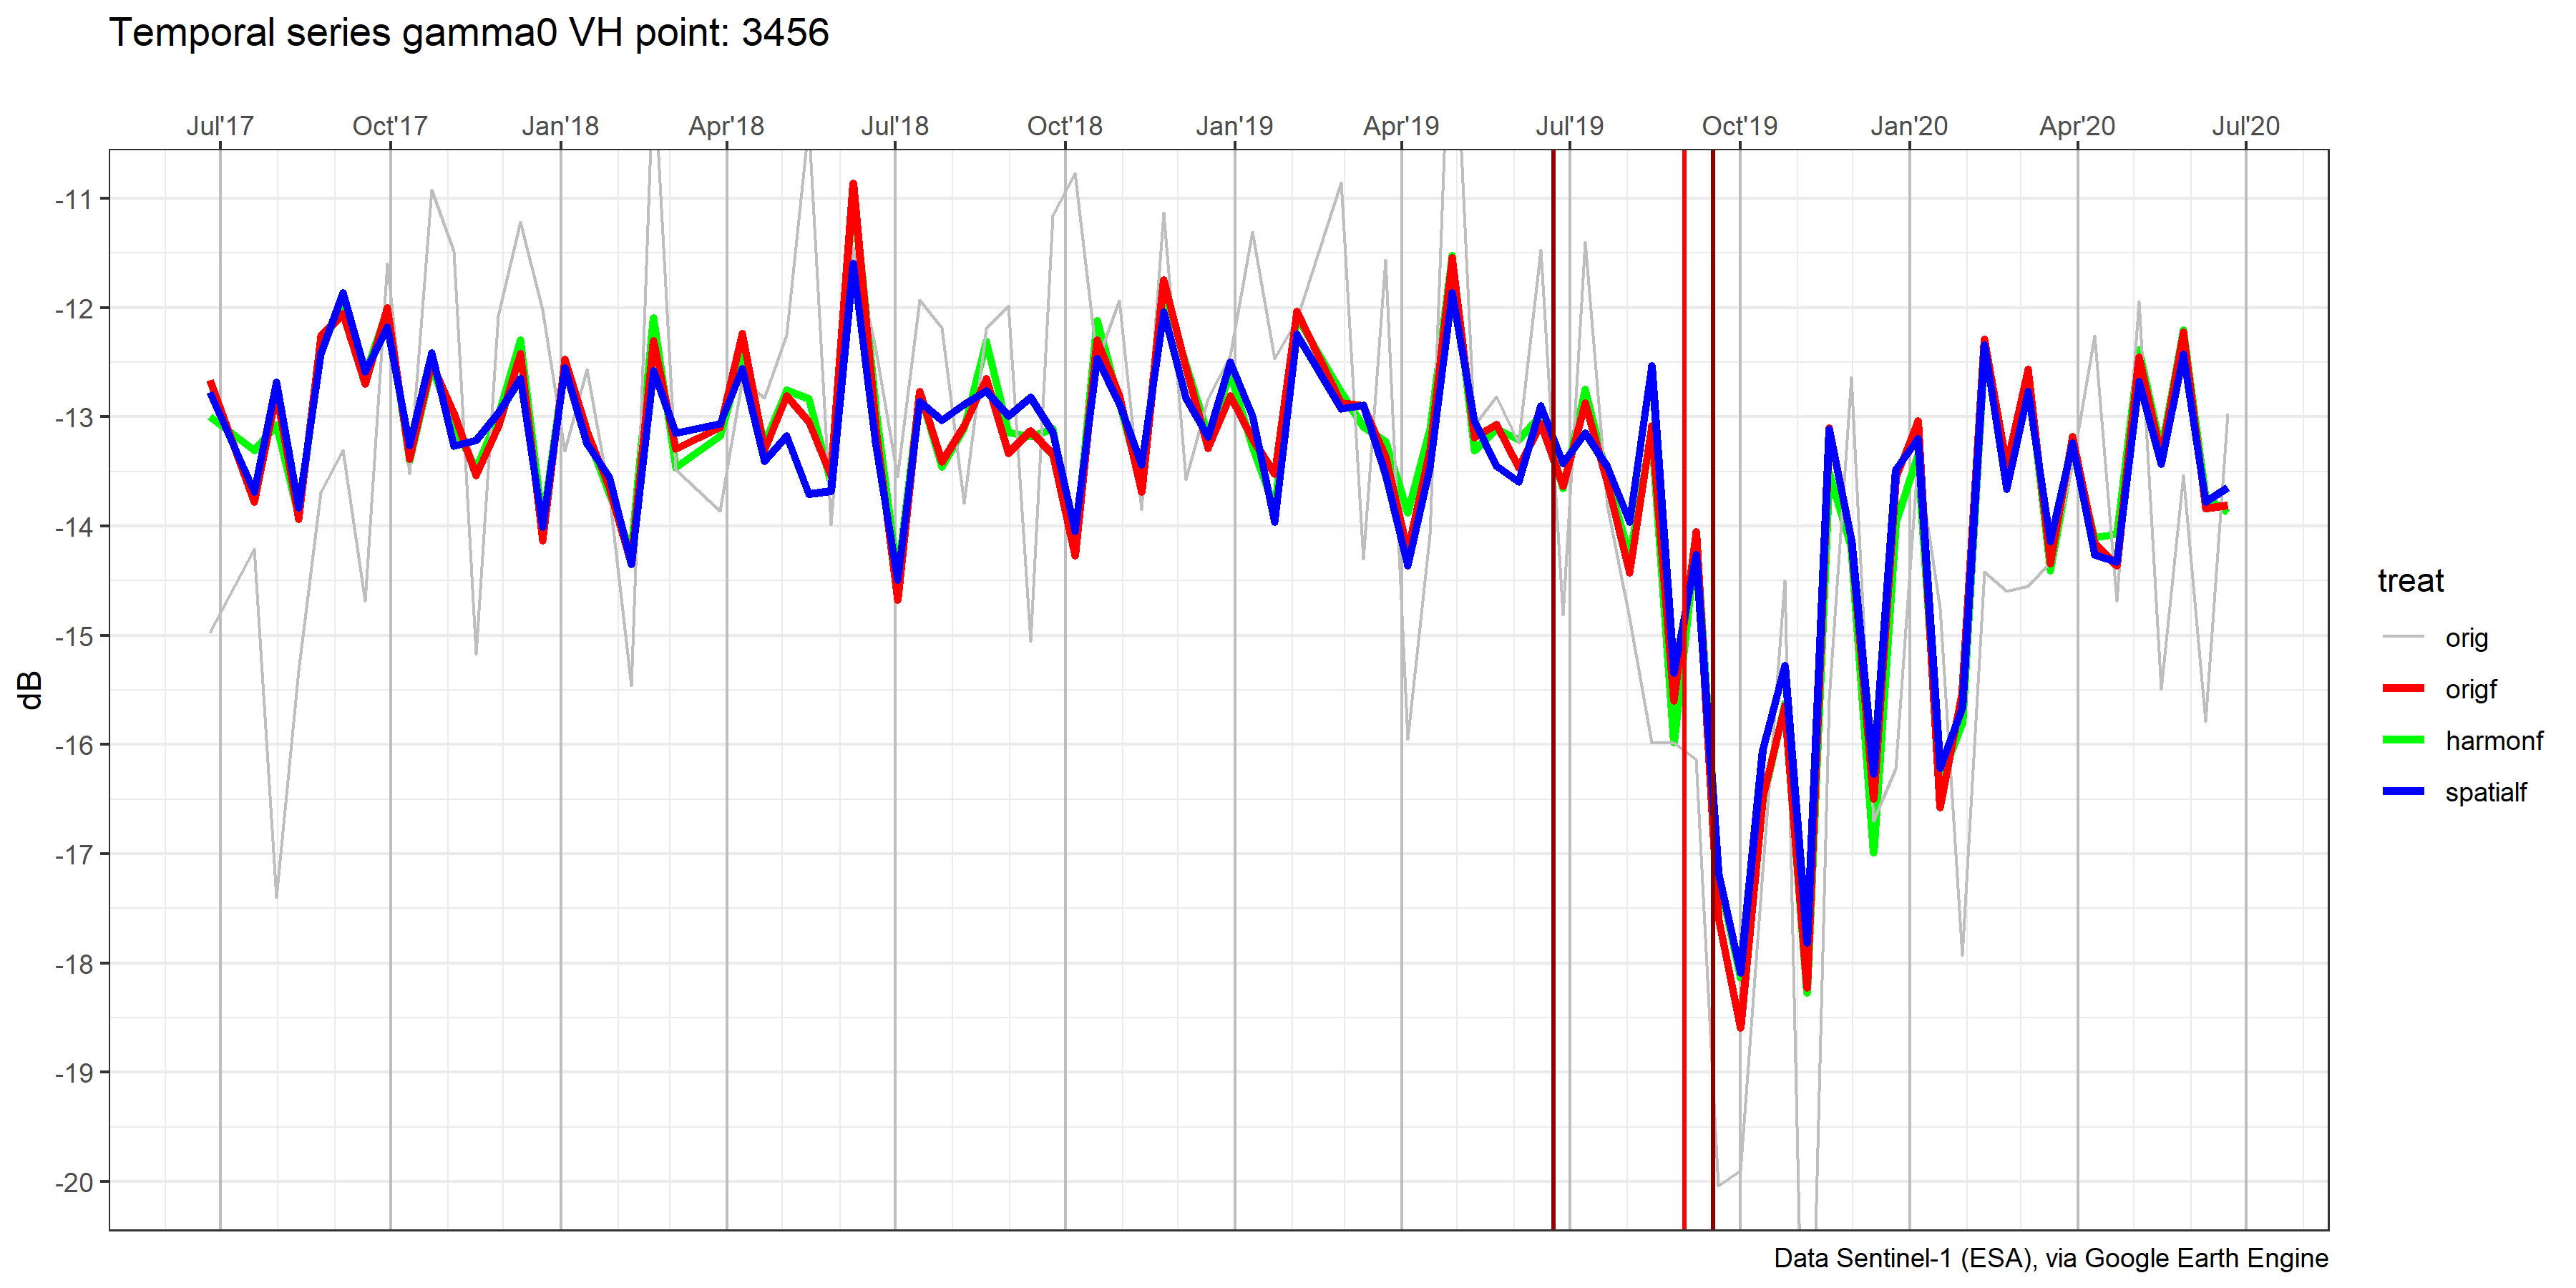 Temporal series gamma0 VH point: 3456
Jul'17 Oct'17 Jan'18 Apr'18 Jul'18 Oct'18 Jan'19 Apr'19 Jul'19 Oct'19 Jan'20 Apr'20 Jul'20
-11
-12
-13
-14
-15
-16
-17
-18
-19
-20
dB
treat
orig
origf
harmonf
spatialf
Data Sentinel-1 (ESA), via Google Earth Engine